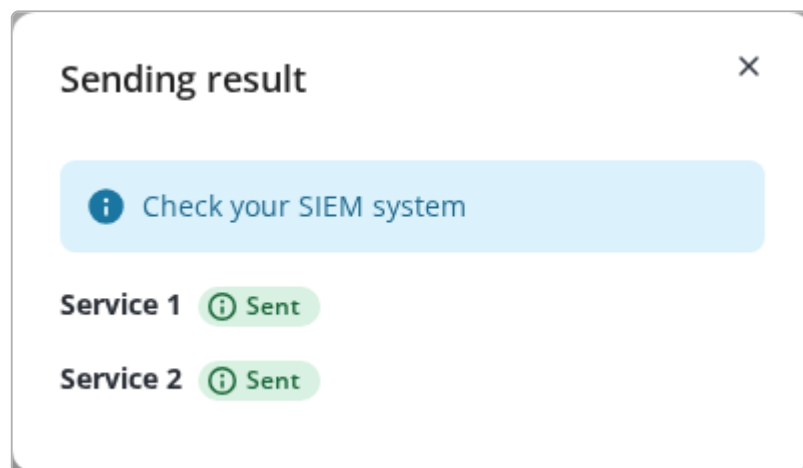 Sending result
Check your SIEM system
Service 1 Sent
Service 2 Sent